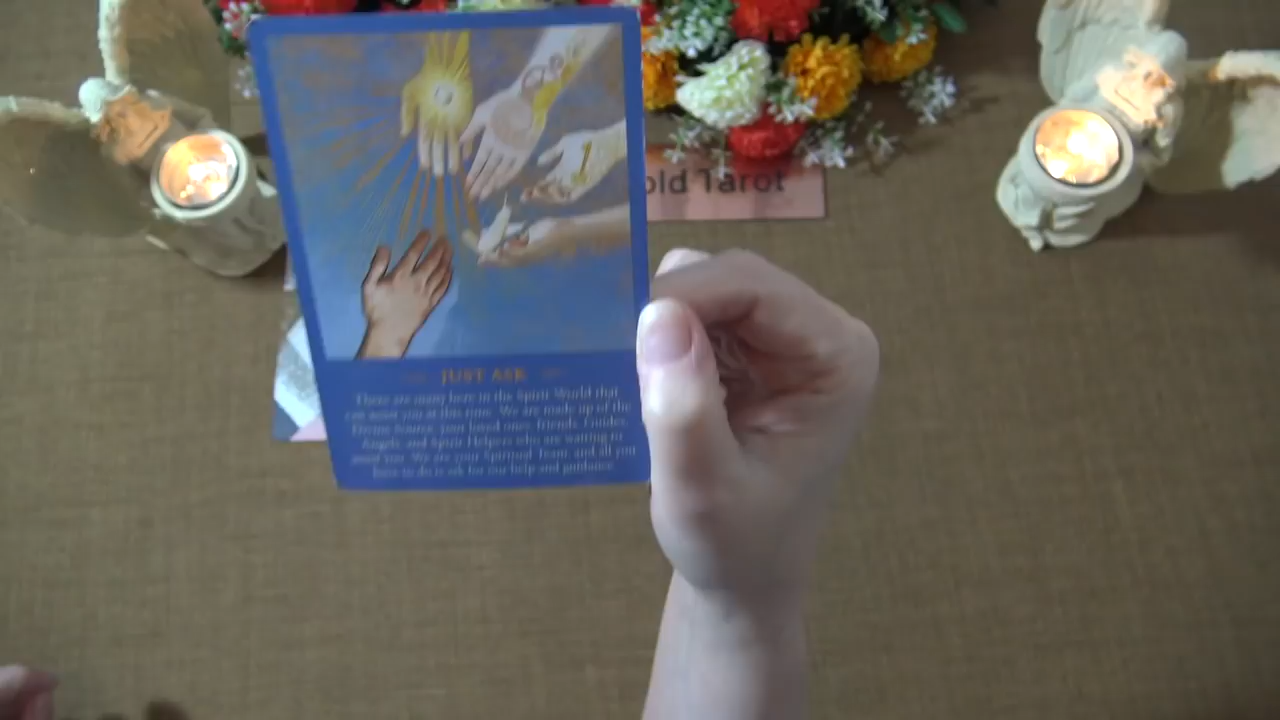 old Tarot
JUST ASK
There are many here in the Spirit World that
can assist you at this time. We are made up of the
Divine Source, your loved ones, friends, Guides,
Angels, and Spirit Helpers who are waiting to
assist you. We are your Spiritual Team, and all you
have to do is ask for our help and guidance.